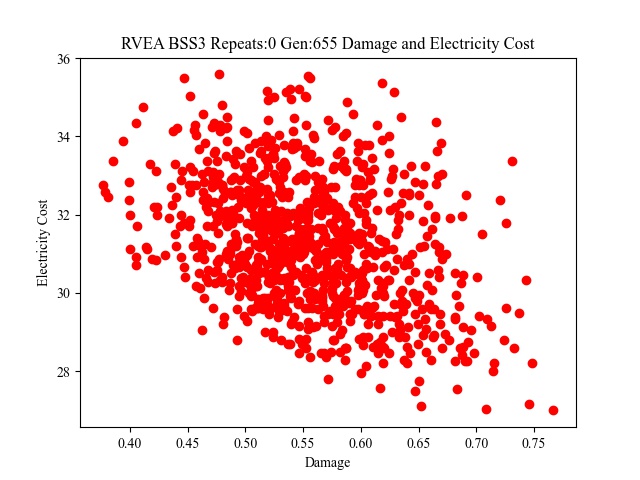 RVEA BSS3 Repeats:0 Gen:655 Damage and Electricity Cost
36
34
32
30
28
Electricity Cost
0.40 0.45 0.50 0.55 0.60 0.65 0.70 0.75
Damage